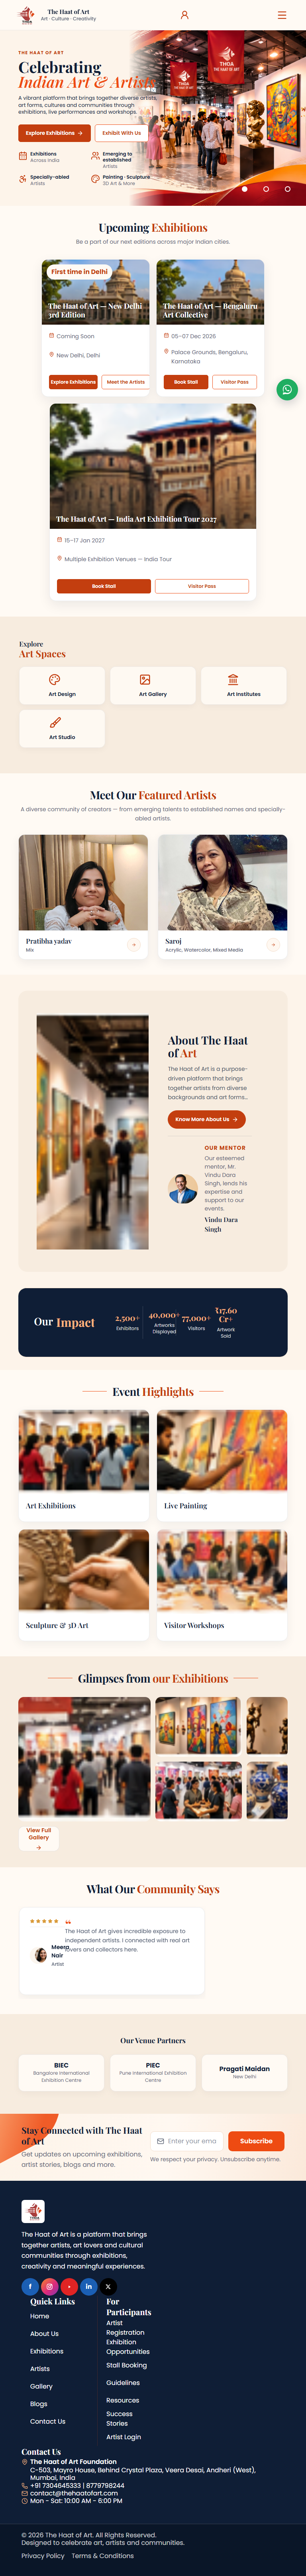 The Haat of Art
Art · Culture · Creativity
THOA
THE HAAT OF ART
THE HAAT OF ART
Celebrating
Indian Art & Artists
A vibrant platform that brings together diverse artists,
art forms, cultures and communities through
exhibitions, live performances and workshops.
Explore Exhibitions →
Exhibit With Us
Exhibitions
Across India
Emerging to
established
Artists
Specially-abled
Artists
Painting · Sculpture
3D Art & More
Upcoming Exhibitions
Be a part of our next editions across major Indian cities.
First time in Delhi
The Haat of Art — New Delhi
3rd Edition
Coming Soon
New Delhi, Delhi
Explore Exhibitions
Meet the Artists
The Haat of Art — Bengaluru
Art Collective
05–07 Dec 2026
Palace Grounds, Bengaluru,
Karnataka
Book Stall
Visitor Pass
The Haat of Art — India Art Exhibition Tour 2027
15–17 Jan 2027
Multiple Exhibition Venues — India Tour
Book Stall
Visitor Pass
Explore
Art Spaces
Art Design
Art Gallery
Art Institutes
Art Studio
Meet Our Featured Artists
A diverse community of creators — from emerging talents to established names and specially-
abled artists.
Pratibha yadav
Mix
Saroj
Acrylic, Watercolor, Mixed Media
About The Haat
of Art
The Haat of Art is a purpose-
driven platform that brings
together artists from diverse
backgrounds and art forms...
Know More About Us →
OUR MENTOR
Our esteemed
mentor, Mr.
Vindu Dara
Singh, lends his
expertise and
support to our
events.
Vindu Dara
Singh
Our Impact
2,500+
Exhibitors
40,000+
Artworks
Displayed
77,000+
Visitors
₹17.60
Cr+
Artwork
Sold
Event Highlights
Art Exhibitions
Live Painting
Sculpture & 3D Art
Visitor Workshops
Glimpses from our Exhibitions
View Full
Gallery
→
What Our Community Says
★★★★★
Meera
Nair
Artist
“
The Haat of Art gives incredible exposure to
independent artists. I connected with real art
lovers and collectors here.
Our Venue Partners
BIEC
Bangalore International
Exhibition Centre
PIEC
Pune International Exhibition
Centre
Pragati Maidan
New Delhi
Stay Connected with The Haat
of Art
Get updates on upcoming exhibitions,
artist stories, blogs and more.
Enter your ema
Subscribe
We respect your privacy. Unsubscribe anytime.
The Haat of Art is a platform that brings
together artists, art lovers and cultural
communities through exhibitions,
creativity and meaningful experiences.
Quick Links
Home
About Us
Exhibitions
Artists
Gallery
Blogs
Contact Us
For
Participants
Artist
Registration
Exhibition
Opportunities
Stall Booking
Guidelines
Resources
Success
Stories
Artist Login
Contact Us
The Haat of Art Foundation
C-503, Mayro House, Behind Crystal Plaza, Veera Desai, Andheri (West),
Mumbai, India
+91 7304645333 | 8779798244
contact@thehaatofart.com
Mon - Sat: 10:00 AM - 6:00 PM
© 2026 The Haat of Art. All Rights Reserved.
Designed to celebrate art, artists and communities.
Privacy Policy Terms & Conditions